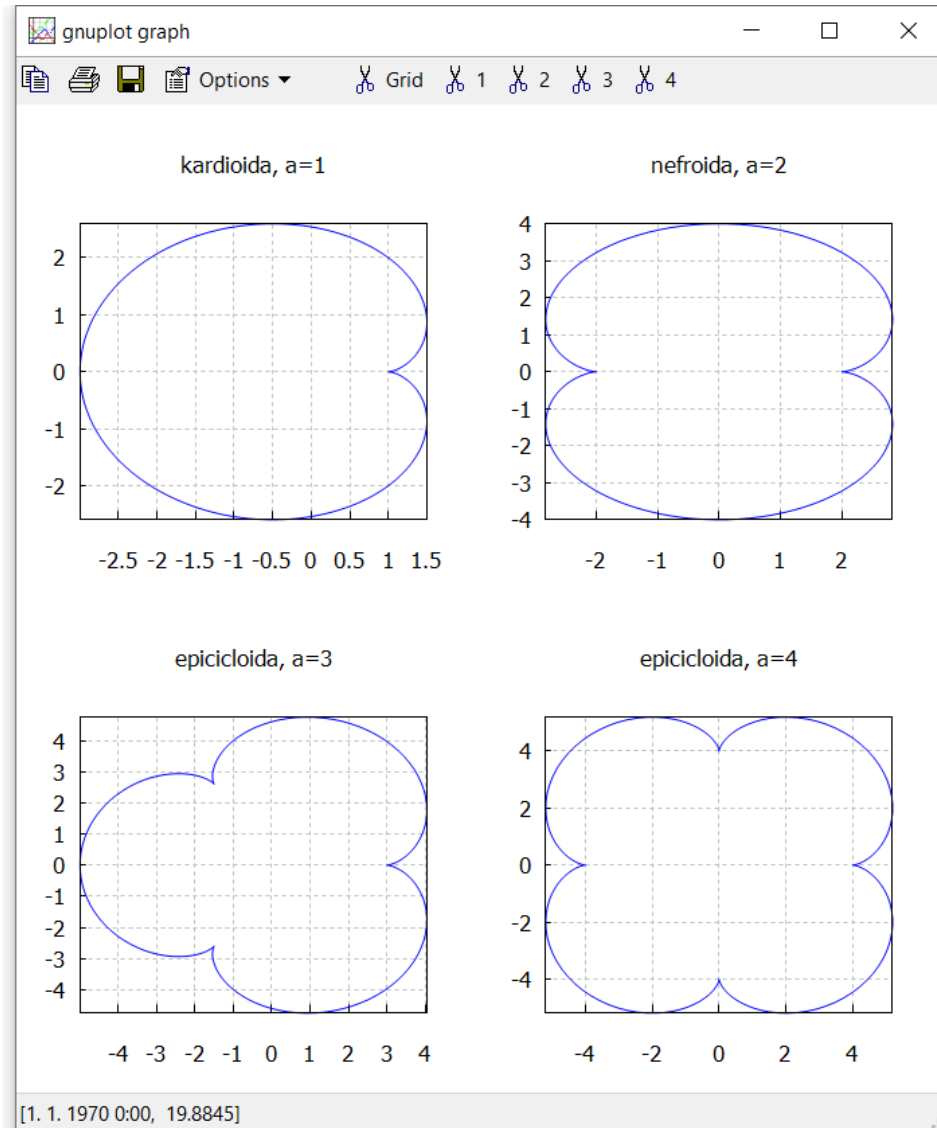 gnuplot graph
Options Grid 1 2 3 4
kardioida, a=1
2
1
0
-1
-2
-2.5 -2 -1.5 -1 -0.5 0 0.5 1 1.5
nefroida, a=2
4
3
2
1
0
-1
-2
-3
-4
-2 -1 0 1 2
epicicloida, a=3
4
3
2
1
0
-1
-2
-3
-4
-4 -3 -2 -1 0 1 2 3 4
epicicloida, a=4
4
2
0
-2
-4
-4 -2 0 2 4
[1. 1. 1970 0:00, 19.8845]